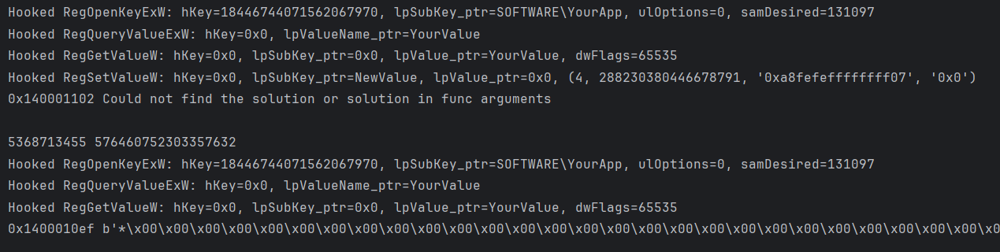 Hooked RegOpenKeyExW: hKey=18446744071562067970, lpSubKey_ptr=SOFTWARE\YourApp, ulOptions=0, samDesired=131097
Hooked RegQueryValueExW: hKey=0x0, lpValueName_ptr=YourValue
Hooked RegGetValueW: hKey=0x0, lpSubKey_ptr=0x0, lpValue_ptr=YourValue, dwFlags=65535
Hooked RegSetValueW: hKey=0x0, lpSubKey_ptr=NewValue, lpValue_ptr=0x0, (4, 288230380446678791, '0xa8fefeffffffff07', '0x0')
0x140001102 Could not find the solution or solution in func arguments
5368713455 576460752303357632
Hooked RegOpenKeyExW: hKey=18446744071562067970, lpSubKey_ptr=SOFTWARE\YourApp, ulOptions=0, samDesired=131097
Hooked RegQueryValueExW: hKey=0x0, lpValueName_ptr=YourValue
Hooked RegGetValueW: hKey=0x0, lpSubKey_ptr=0x0, lpValue_ptr=YourValue, dwFlags=65535
0x1400010ef b'*\x00\x00\x00\x00\x00\x00\x00\x00\x00\x00\x00\x00\x00\x00\x00\x00\x00\x00\x00\x00\x00\x00\x00\x00\x00\x00\x00\x0